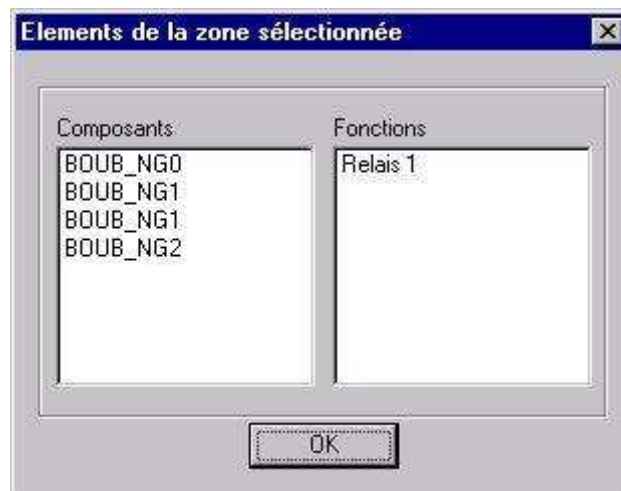 Elements de la zone sélectionnée
Composants
BOUB_NG0
BOUB_NG1
BOUB_NG1
BOUB_NG2
Fonctions
Relais 1
OK